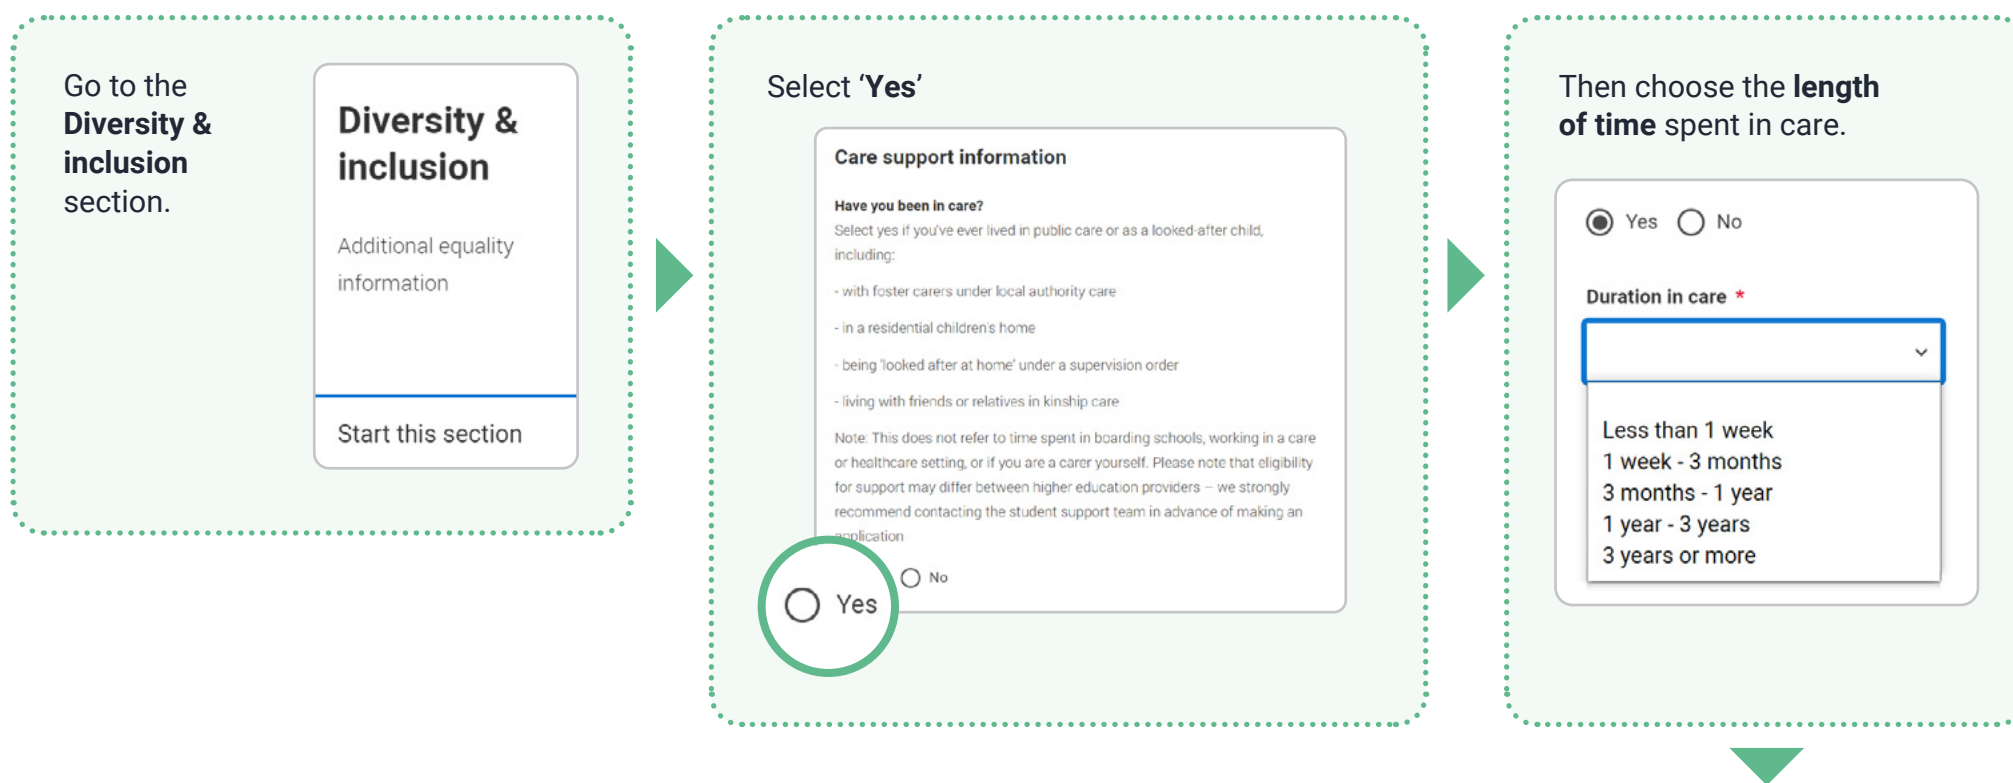 Go to the
Diversity &
inclusion
section.
Diversity &
inclusion
Additional equality
information
Start this section
Select ‘Yes’
Care support information
Have you been in care?
Select yes if you've ever lived in public care or as a looked-after child,
including:
- with foster carers under local authority care
- in a residential children's home
- being 'looked after at home' under a supervision order
- living with friends or relatives in kinship care
Note: This does not refer to time spent in boarding schools, working in a care
or healthcare setting, or if you are a carer yourself. Please note that eligibility
for support may differ between higher education providers – we strongly
recommend contacting the student support team in advance of making an
application
No
Yes
Then choose the length
of time spent in care.
Yes No
Duration in care *
Less than 1 week
1 week - 3 months
3 months - 1 year
1 year - 3 years
3 years or more